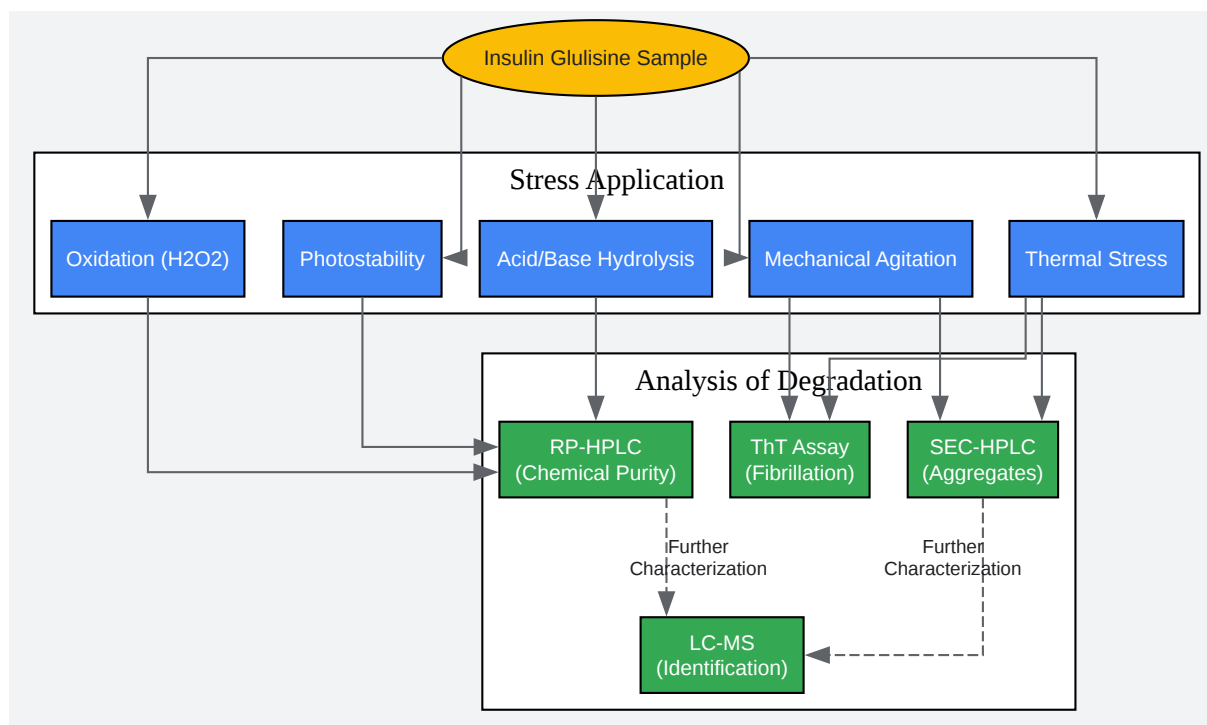 Insulin Glulisine Sample
Stress Application
Oxidation (H2O2)
Photostability
Acid/Base Hydrolysis
Mechanical Agitation
Thermal Stress
Analysis of Degradation
RP-HPLC
(Chemical Purity)
ThT Assay
(Fibrillation)
SEC-HPLC
(Aggregates)
Further
Characterization
Further
Characterization
LC-MS
(Identification)